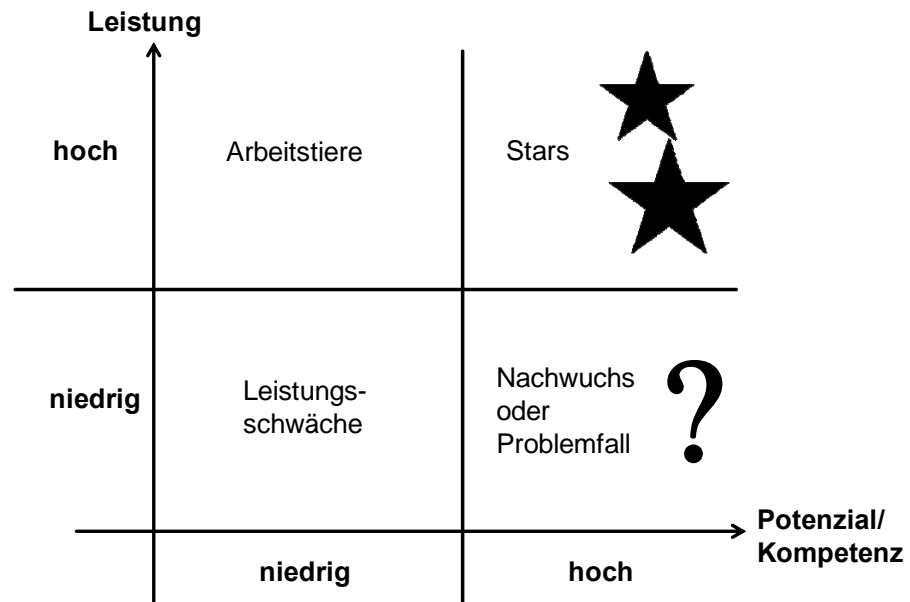 Leistung
hoch
Arbeitstiere
Stars
niedrig
Leistungs-
schwäche
Nachwuchs
oder
Problemfall
?
Potenzial/
Kompetenz
niedrig
hoch